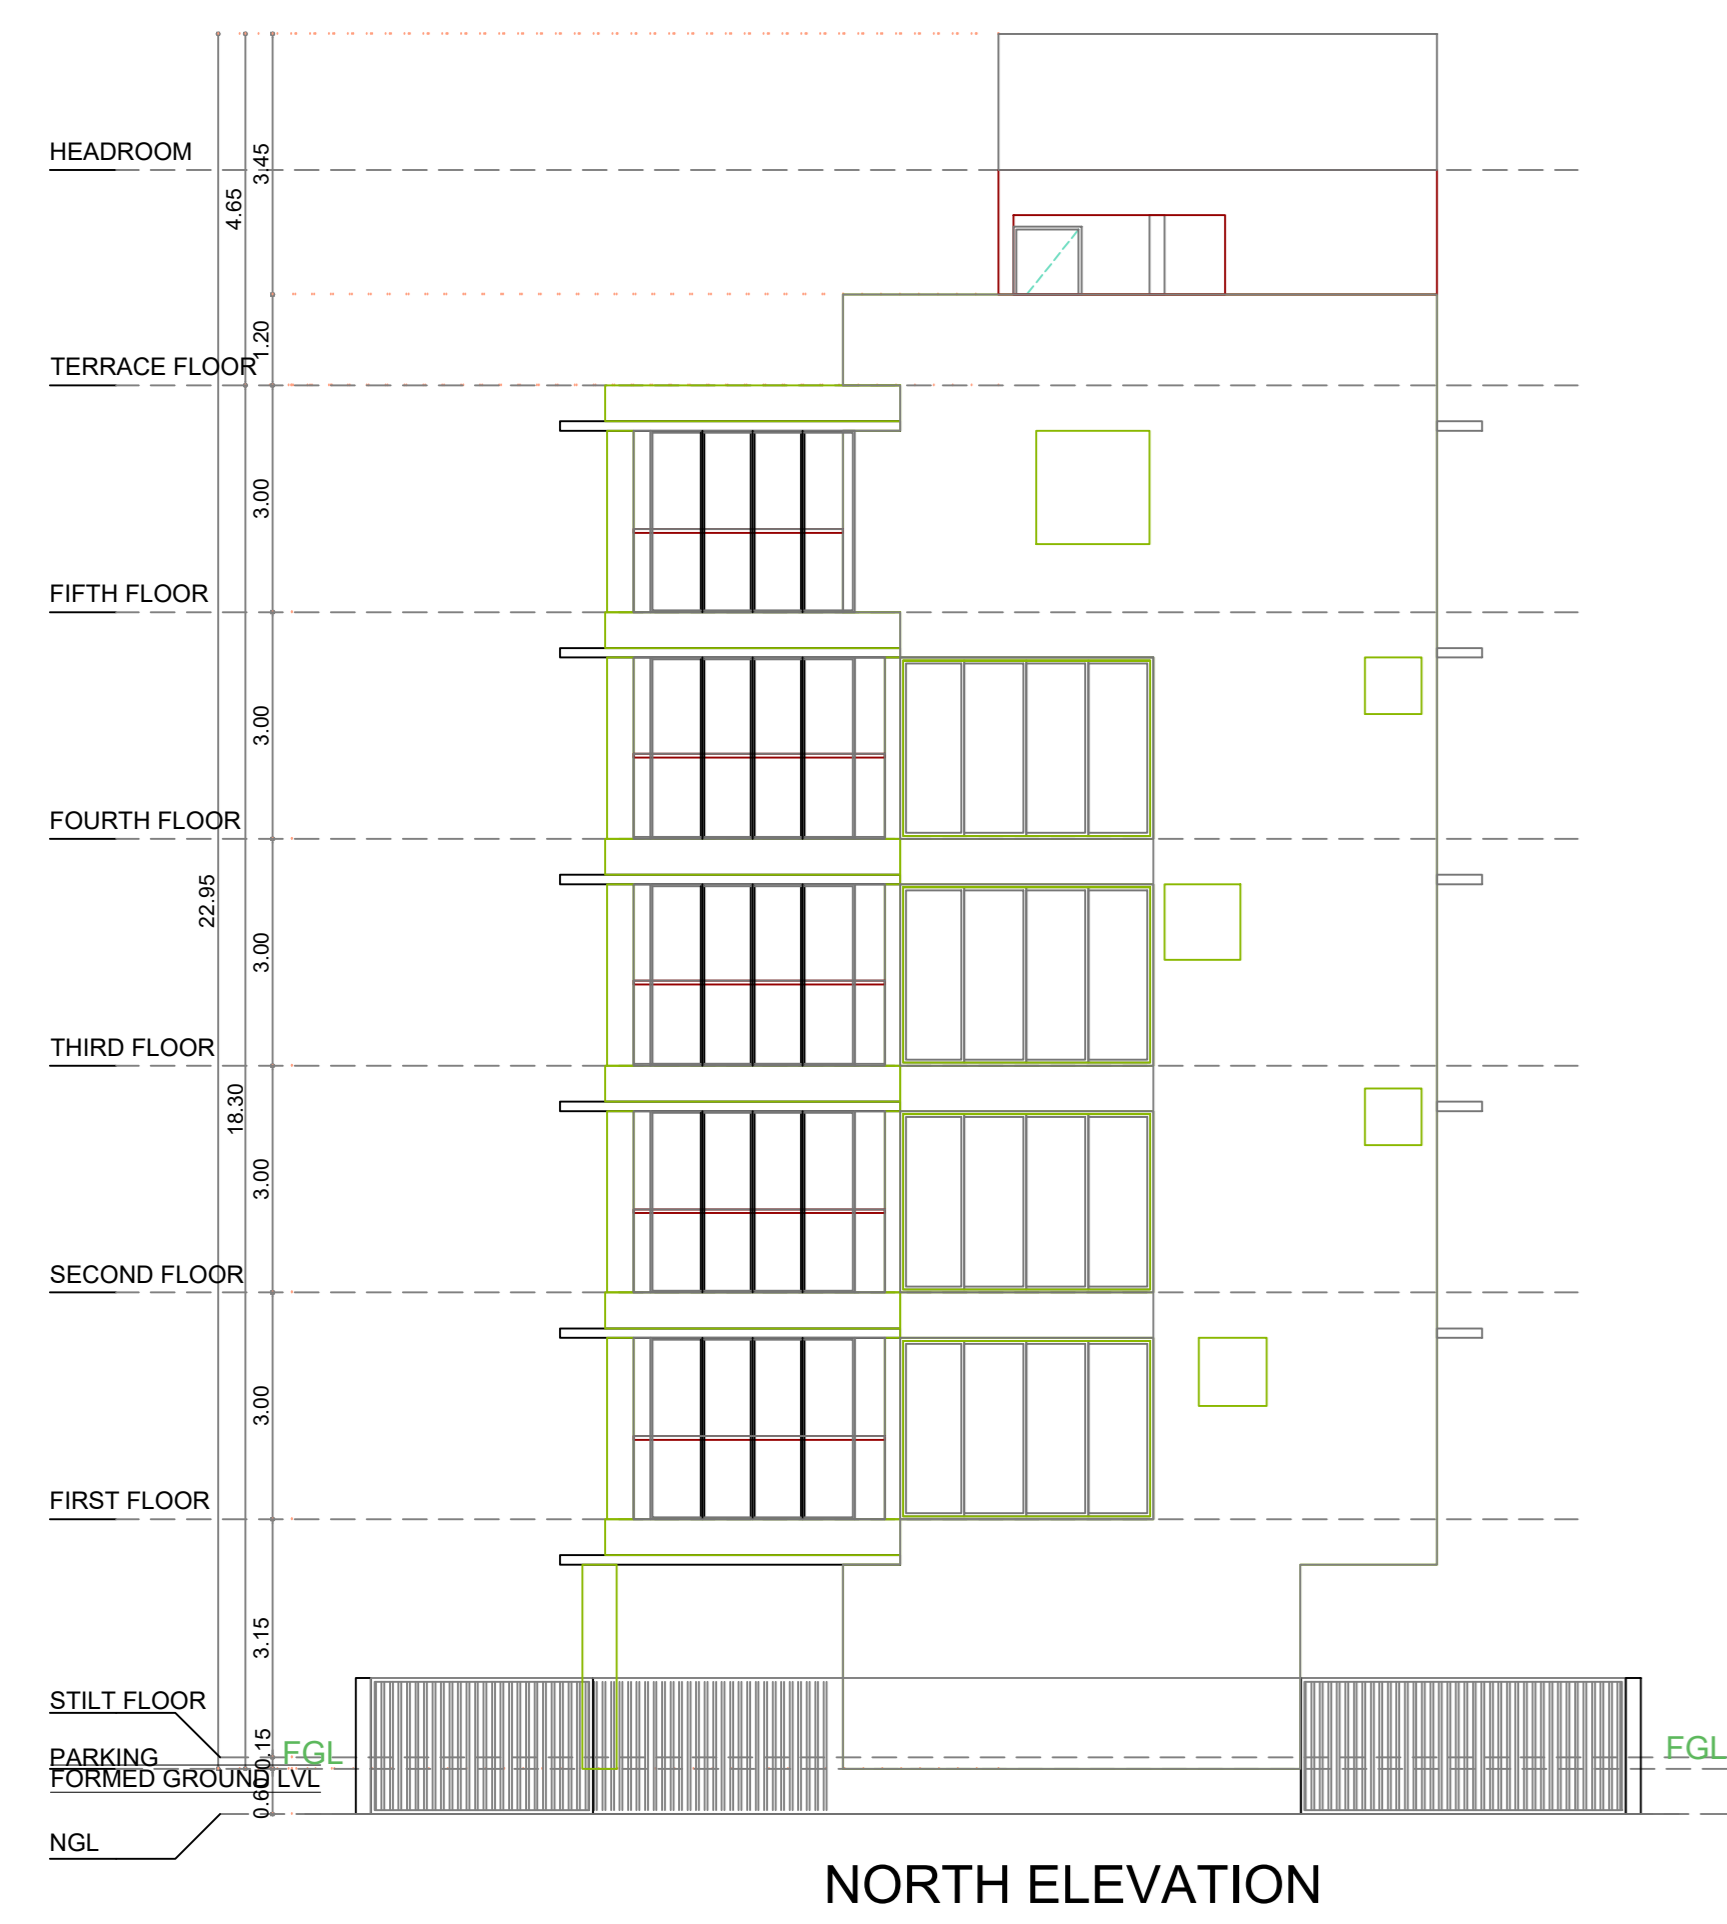 HEADROOM
3.45
4.65
1.20
TERRACE FLOOR
3.00
FIFTH FLOOR
3.00
FOURTH FLOOR
22.95
3.00
THIRD FLOOR
18.30
3.00
SECOND FLOOR
3.00
FIRST FLOOR
3.15
STILT FLOOR
0.15
FGL
FGL
PARKING
FORMED GROUND LVL
0.60
NGL
NORTH ELEVATION